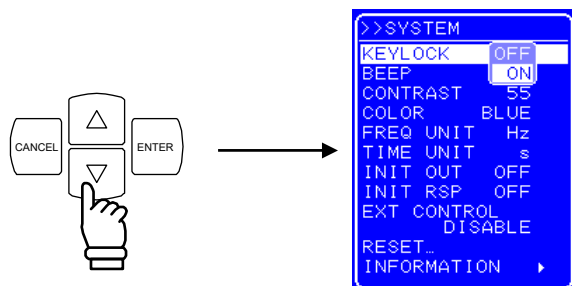 CANCEL
ENTER
>>SYSTEM
KEYLOCK OFF
BEEP ON
CONTRAST 55
COLOR BLUE
FREQ UNIT Hz
TIME UNIT s
INIT OUT OFF
INIT RSP OFF
EXT CONTROL
DISABLE
RESET…
INFORMATION